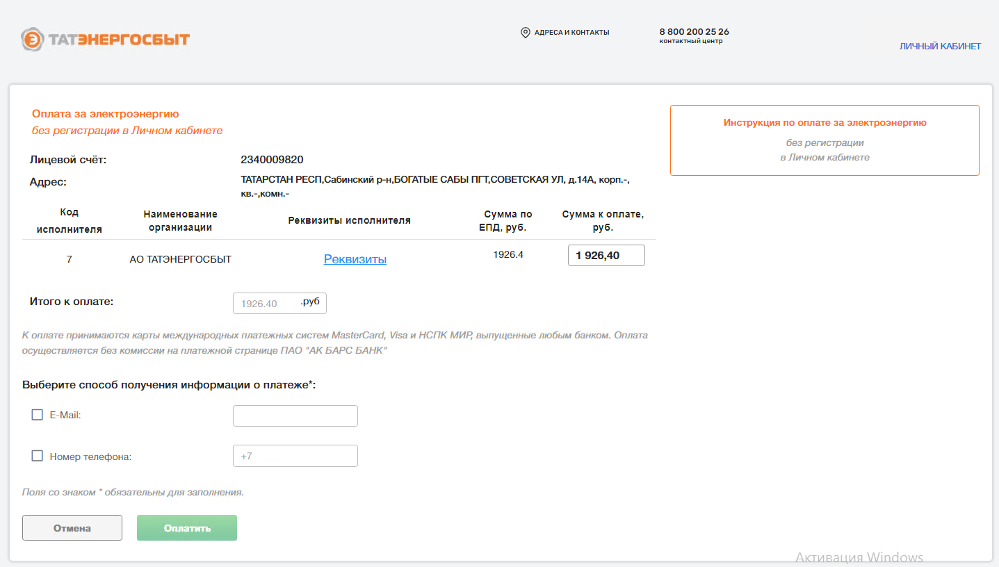 ТАТЭНЕРГОСБЫТ
АДРЕСА И КОНТАКТЫ
8 800 200 25 26
контактный центр
ЛИЧНЫЙ КАБИНЕТ
Оплата за электроэнергию
без регистрации в Личном кабинете
Инструкция по оплате за электроэнергию
без регистрации
в Личном кабинете
Лицевой счёт: 2340009820
Адрес: ТАТАРСТАН РЕСП,Сабинский р-н,БОГАТЫЕ САБЫ ПГТ,СОВЕТСКАЯ УЛ, д.14А, корп.-,
кв.-,комн.-
Код
исполнителя
Наименование
организации
Реквизиты исполнителя
Сумма по
ЕПД, руб.
Сумма к оплате,
руб.
7 АО ТАТЭНЕРГОСБЫТ Реквизиты 1926.4 1 926,40
Итого к оплате: 1926.40 .руб
К оплате принимаются карты международных платежных систем MasterCard, Visa и НСПК МИР, выпущенные любым банком. Оплата
осуществляется без комиссии на платежной странице ПАО "АК БАРС БАНК"
Выберите способ получения информации о платеже*:
E-Mail:
Номер телефона: +7
Поля со знаком * обязательны для заполнения.
Отмена Оплатить
Активация Windows